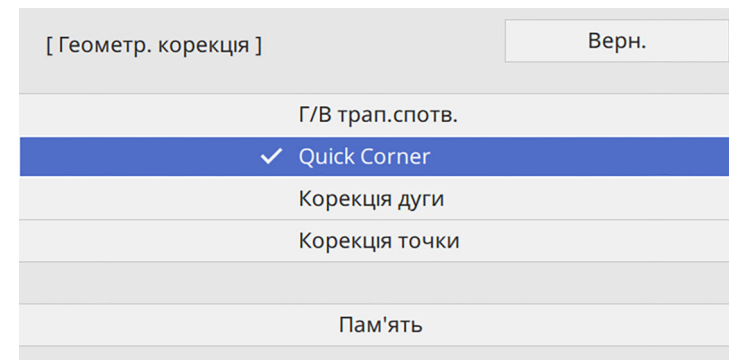 [ Геометр. корекція ]
Верн.
Г/В трап.спотв.
Quick Corner
Корекція дуги
Корекція точки
Пам'ять